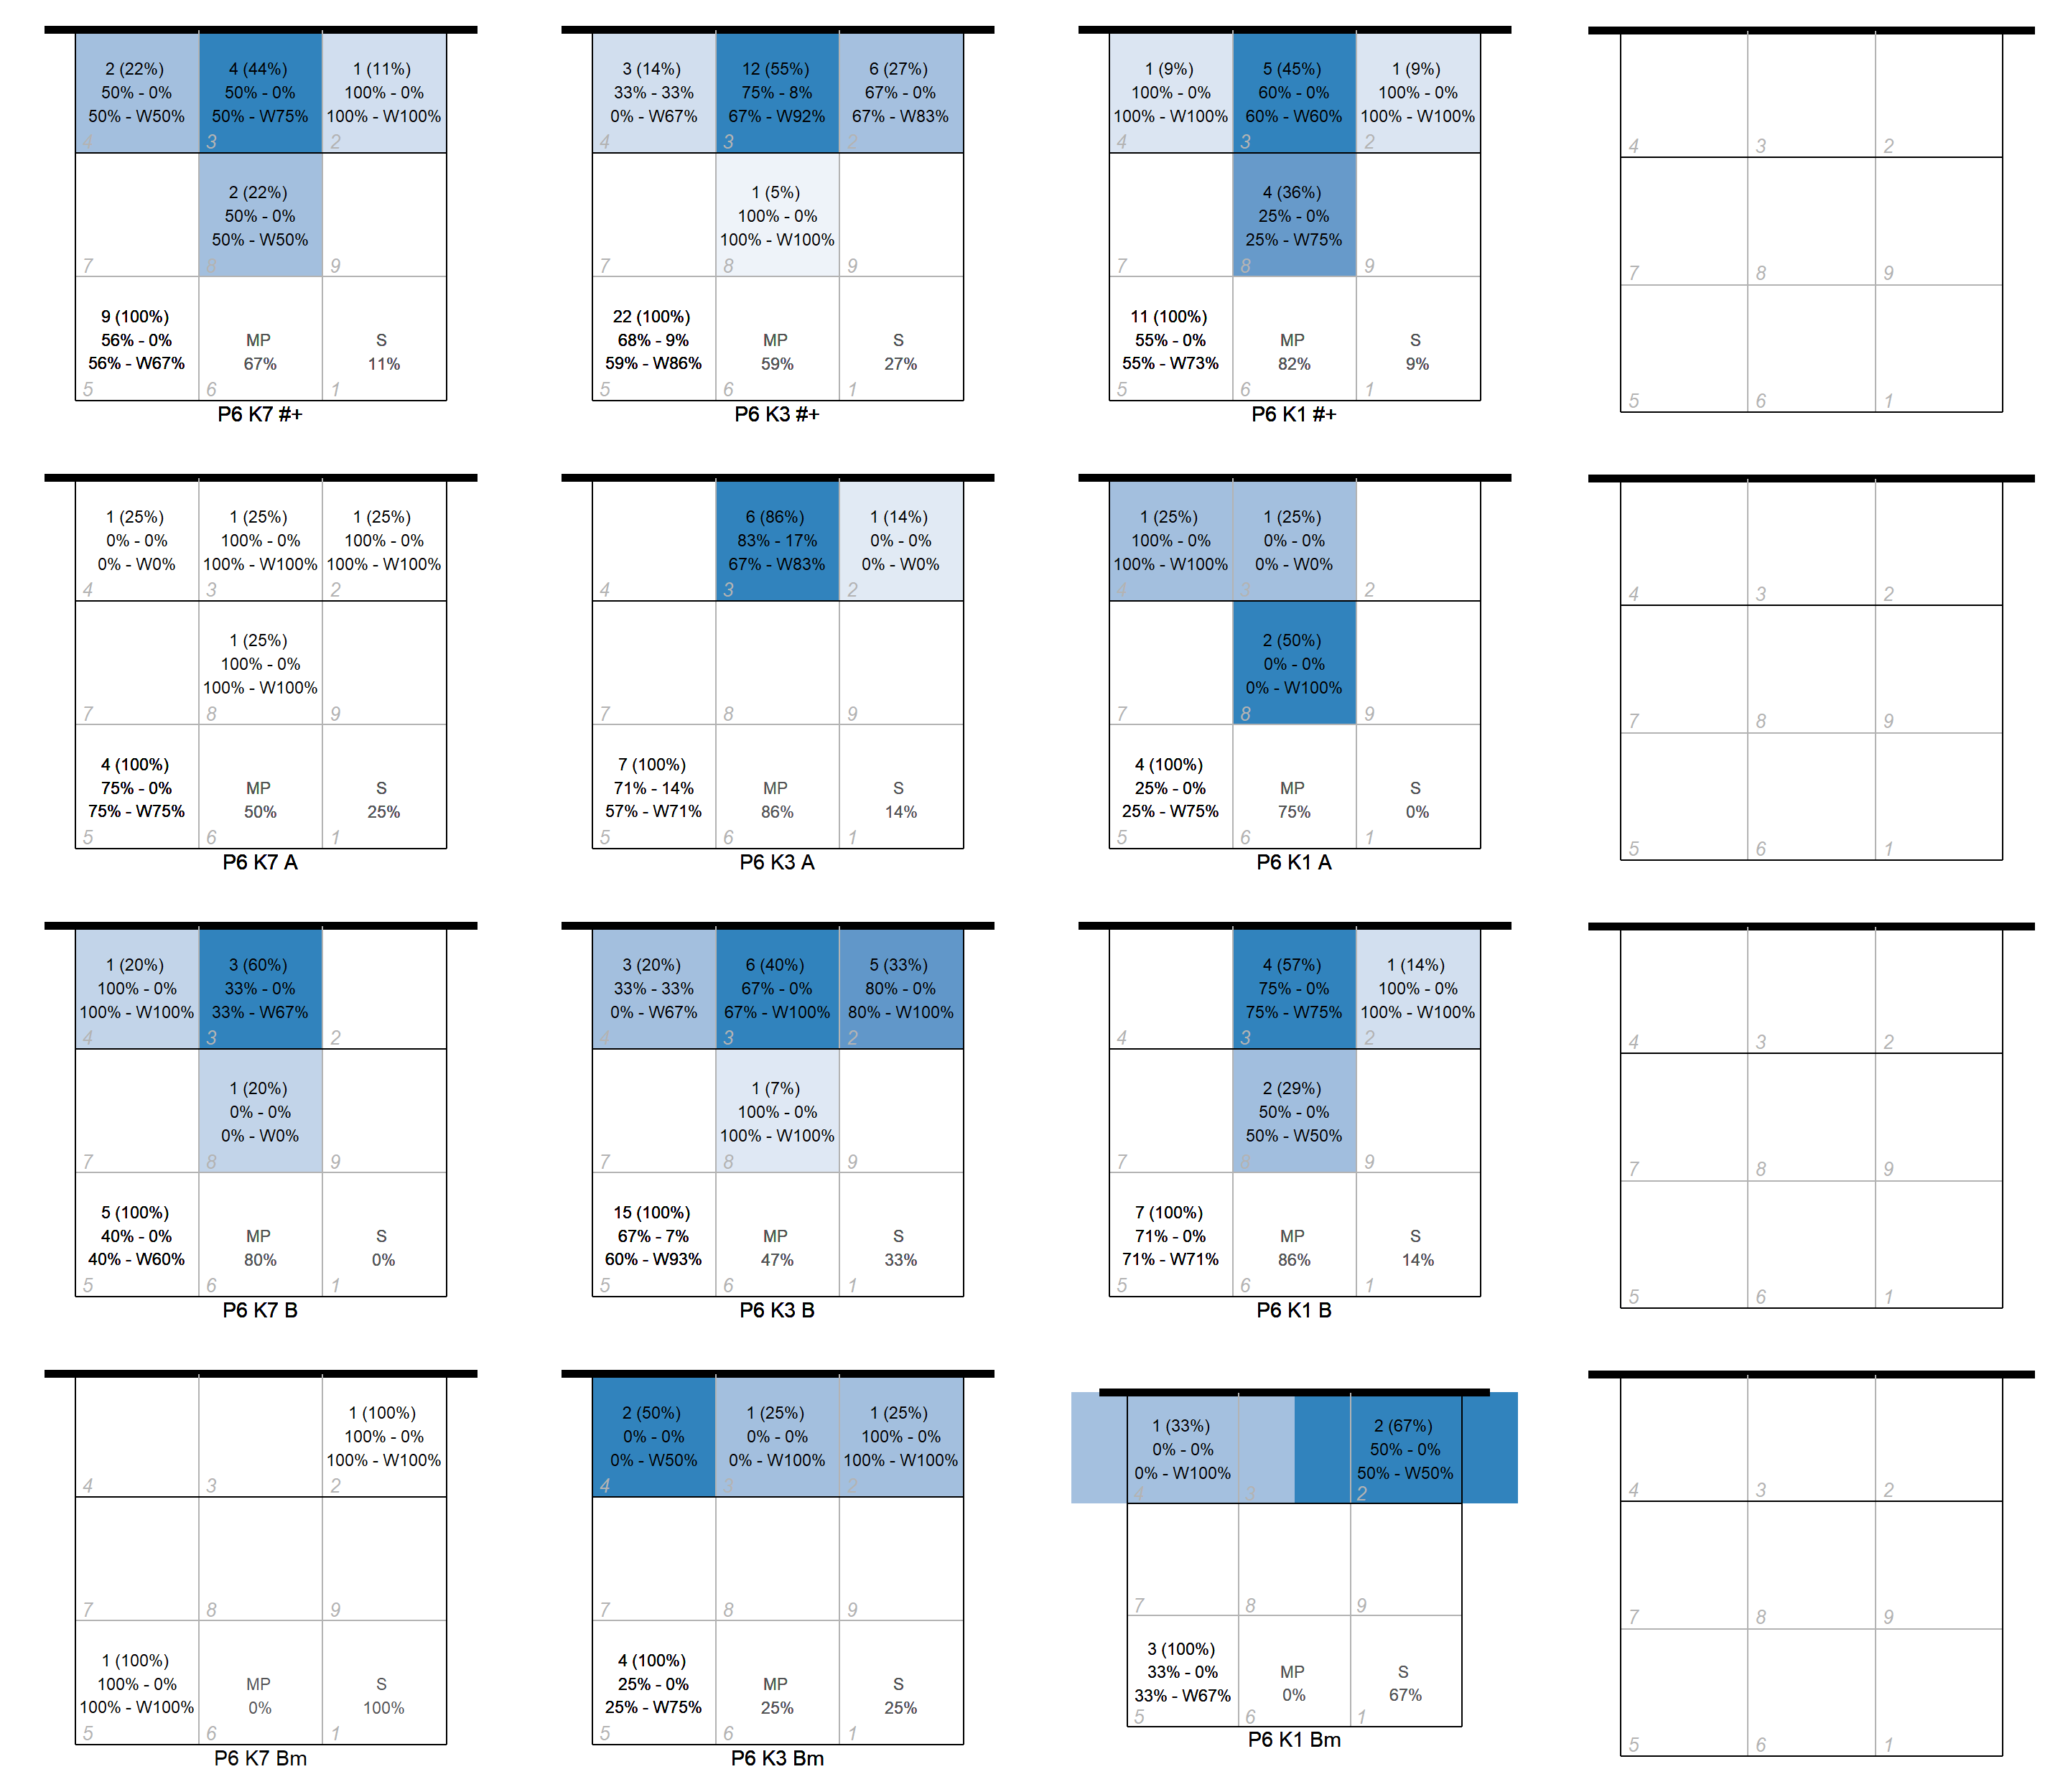 2 (22%) 4 (44%) 1 (11%)
50% - 0% 50% - 0% 100% - 0%
50% - W50% 50% - W75% 100% - W100%
4 3 2
2 (22%)
50% - 0%
50% - W50%
7 8 9
9 (100%)
56% - 0% MP S
56% - W67% 67% 11%
5 6 1
P6 K7 #+
3 (14%) 12 (55%) 6 (27%)
33% - 33% 75% - 8% 67% - 0%
0% - W67% 67% - W92% 67% - W83%
4 3 2
1 (5%)
100% - 0%
100% - W100%
7 8 9
22 (100%)
68% - 9% MP S
59% - W86% 59% 27%
5 6 1
P6 K3 #+
1 (9%) 5 (45%) 1 (9%)
100% - 0% 60% - 0% 100% - 0%
100% - W100% 60% - W60% 100% - W100%
4 3 2
4 (36%)
25% - 0%
25% - W75%
7 8 9
11 (100%)
55% - 0% MP S
55% - W73% 82% 9%
5 6 1
P6 K1 #+
4 3 2
7 8 9
5 6 1
1 (25%) 1 (25%) 1 (25%)
0% - 0% 100% - 0% 100% - 0%
0% - W0% 100% - W100% 100% - W100%
4 3 2
1 (25%)
100% - 0%
100% - W100%
7 8 9
4 (100%)
75% - 0% MP S
75% - W75% 50% 25%
5 6 1
P6 K7 A
6 (86%) 1 (14%)
83% - 17% 0% - 0%
67% - W83% 0% - W0%
4 3 2
7 8 9
7 (100%)
71% - 14% MP S
57% - W71% 86% 14%
5 6 1
P6 K3 A
1 (25%) 1 (25%)
100% - 0% 0% - 0%
100% - W100% 0% - W0%
4 3 2
2 (50%)
0% - 0%
0% - W100%
7 8 9
4 (100%)
25% - 0% MP S
25% - W75% 75% 0%
5 6 1
P6 K1 A
4 3 2
7 8 9
5 6 1
1 (20%) 3 (60%)
100% - 0% 33% - 0%
100% - W100% 33% - W67%
4 3 2
1 (20%)
0% - 0%
0% - W0%
7 8 9
5 (100%)
40% - 0% MP S
40% - W60% 80% 0%
5 6 1
P6 K7 B
3 (20%) 6 (40%) 5 (33%)
33% - 33% 67% - 0% 80% - 0%
0% - W67% 67% - W100% 80% - W100%
4 3 2
1 (7%)
100% - 0%
100% - W100%
7 8 9
15 (100%)
67% - 7% MP S
60% - W93% 47% 33%
5 6 1
P6 K3 B
4 (57%) 1 (14%)
75% - 0% 100% - 0%
75% - W75% 100% - W100%
4 3 2
2 (29%)
50% - 0%
50% - W50%
7 8 9
7 (100%)
71% - 0% MP S
71% - W71% 86% 14%
5 6 1
P6 K1 B
4 3 2
7 8 9
5 6 1
1 (100%)
100% - 0%
100% - W100%
4 3 2
7 8 9
1 (100%)
100% - 0% MP S
100% - W100% 0% 100%
5 6 1
P6 K7 Bm
2 (50%) 1 (25%) 1 (25%)
0% - 0% 0% - 0% 100% - 0%
0% - W50% 0% - W100% 100% - W100%
4 3 2
7 8 9
4 (100%)
25% - 0% MP S
25% - W75% 25% 25%
5 6 1
P6 K3 Bm
1 (33%) 2 (67%)
0% - 0% 50% - 0%
0% - W100% 50% - W50%
4 3 2
7 8 9
3 (100%)
33% - 0% MP S
33% - W67% 0% 67%
5 6 1
P6 K1 Bm
4 3 2
7 8 9
5 6 1